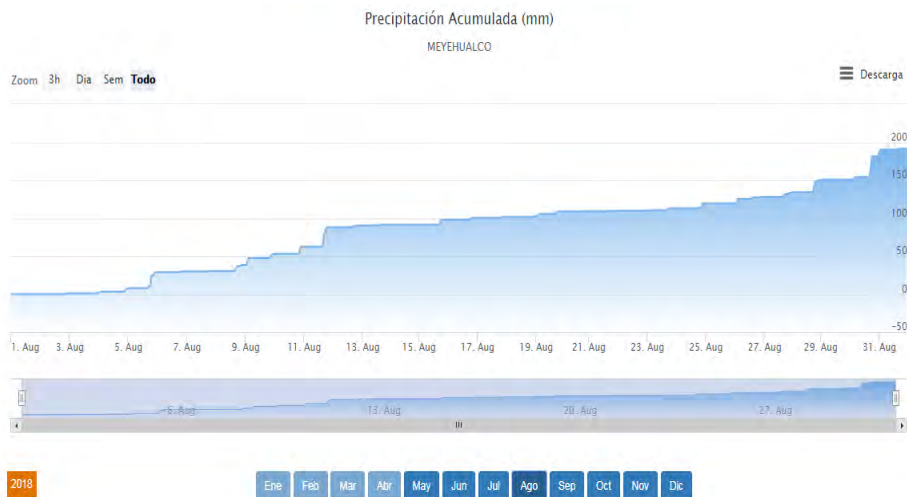 Precipitación Acumulada (mm)
MEYEHUALCO
Zoom 3h Dia Sem Todo
Descarga
200
150
100
50
0
-50
1. Aug 3. Aug 5. Aug 7. Aug 9. Aug 11. Aug 13. Aug 15. Aug 17. Aug 19. Aug 21. Aug 23. Aug 25. Aug 27. Aug 29. Aug 31. Aug
6. Aug 13. Aug 20. Aug 27. Aug
2018 Ene Feb Mar Abr May Jun Jul Ago Sep Oct Nov Dic